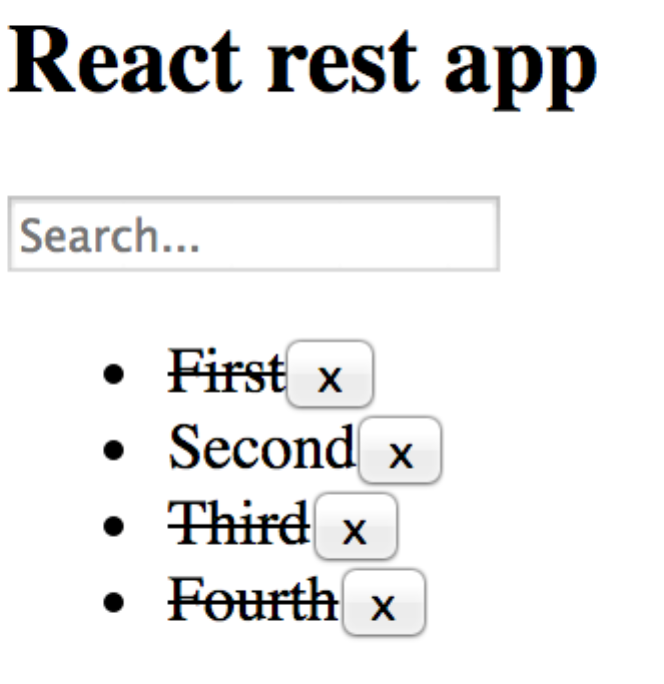 React rest app
Search...
First x
Second x
Third x
Fourth x